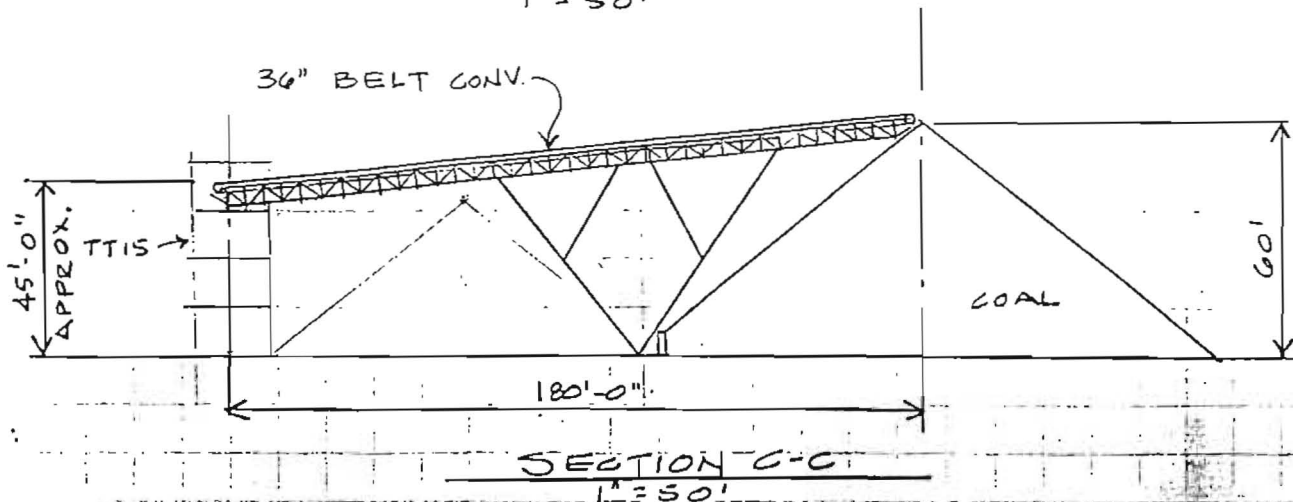 1"=50'
36" BELT CONV.
45'-0"
APPROX.
TT15
60'
COAL
180'-0"
SECTION C-C
1"=50'